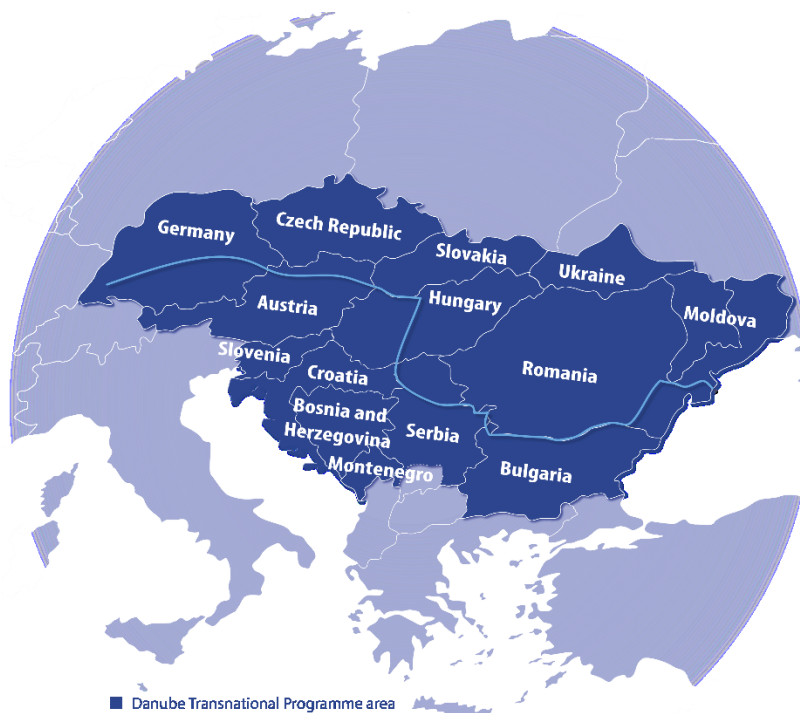 Germany
Czech Republic
Slovakia
Ukraine
Austria
Hungary
Moldova
Slovenia
Croatia
Romania
Bosnia and
Herzegovina
Serbia
Montenegro
Bulgaria
Danube Transnational Programme area